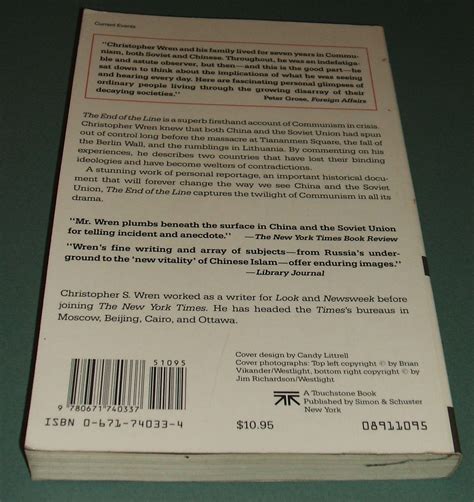 Current Events
"Christopher Wren and his family lived for seven years in Commu-
nism, both Soviet and Chinese. Throughout, he was an indefatiga-
ble and astute observer, but then—and this is the good part—he
sat down to think about the implications of what he was seeing
and hearing every day. Here are fascinating personal glimpses of
ordinary people living through the growing disarray of their
decaying societies."
Peter Grose, Foreign Affairs
The End of the Line is a superb firsthand account of Communism in crisis.
Christopher Wren knew that both China and the Soviet Union had spun
out of control long before the massacre at Tiananmen Square, the fall of
the Berlin Wall, and the rumblings in Lithuania. By commenting on his
experiences, he describes two countries that have lost their binding
ideologies and have become welters of contradictions.
A stunning work of personal reportage, an important historical docu-
ment that will forever change the way we see China and the Soviet
Union, The End of the Line captures the twilight of Communism in all its
drama.
"Mr. Wren plumbs beneath the surface in China and the Soviet Union
for telling incident and anecdote." —The New York Times Book Review
"Wren's fine writing and array of subjects—from Russia's under-
ground to the 'new vitality' of Chinese Islam—offer enduring images."
—Library Journal
Christopher S. Wren worked as a writer for Look and Newsweek before
joining The New York Times. He has headed the Times's bureaus in
Moscow, Beijing, Cairo, and Ottawa.
51095
9 780671 740337
ISBN 0-671-74033-4
Cover design by Candy Littrell
Cover photographs: Top left copyright © by Brian
Vikander/Westlight, bottom right copyright © by
Jim Richardson/Westlight
A Touchstone Book
Published by Simon & Schuster
New York
$10.95
08911095